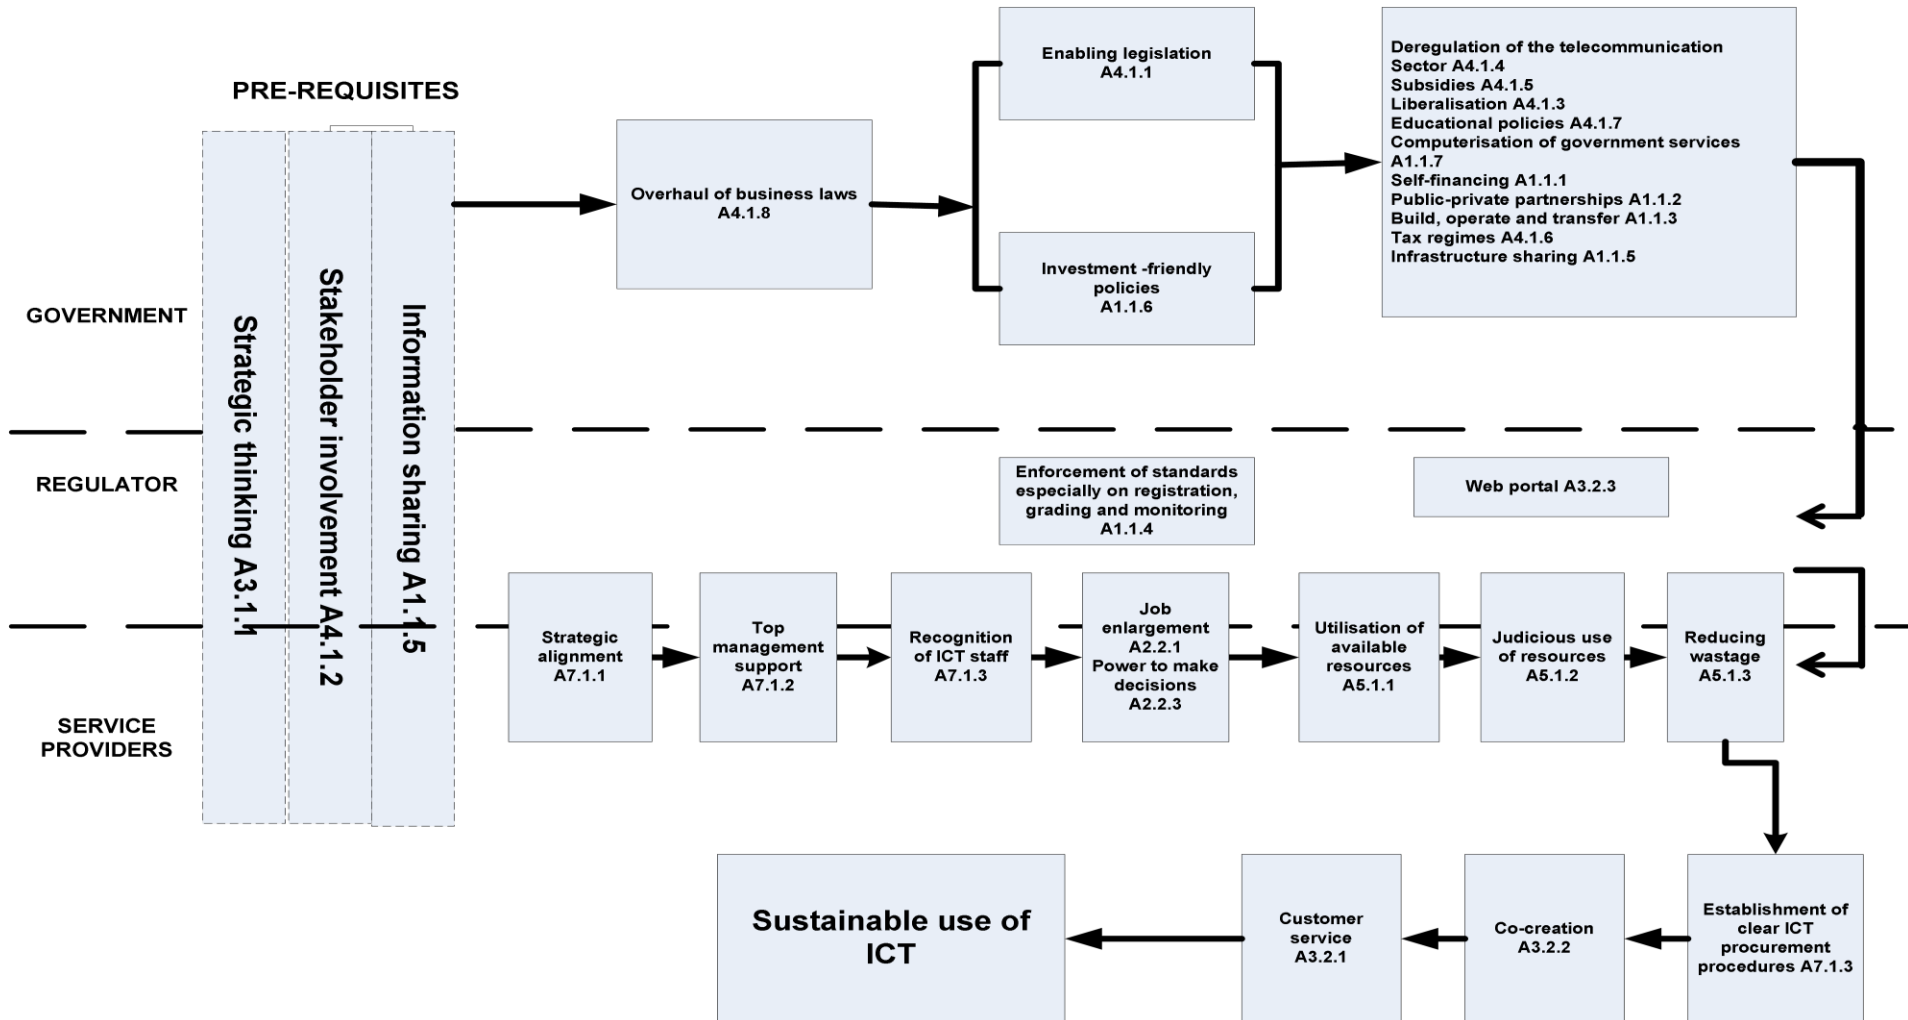 PRE-REQUISITES
GOVERNMENT
REGULATOR
SERVICE
PROVIDERS
Strategic thinking A3.1.1
Stakeholder involvement A4.1.2
Information sharing A1.1.5
Overhaul of business laws
A4.1.8
Enabling legislation
A4.1.1
Investment -friendly
policies
A1.1.6
Deregulation of the telecommunication
Sector A4.1.4
Subsidies A4.1.5
Liberalisation A4.1.3
Educational policies A4.1.7
Computerisation of government services
A1.1.7
Self-financing A1.1.1
Public-private partnerships A1.1.2
Build, operate and transfer A1.1.3
Tax regimes A4.1.6
Infrastructure sharing A1.1.5
Enforcement of standards
especially on registration,
grading and monitoring
A1.1.4
Web portal A3.2.3
Strategic
alignment
A7.1.1
Top
management
support
A7.1.2
Recognition
of ICT staff
A7.1.3
Job
enlargement
A2.2.1
Power to make
decisions
A2.2.3
Utilisation of
available
resources
A5.1.1
Judicious use
of resources
A5.1.2
Reducing
wastage
A5.1.3
Establishment of
clear ICT
procurement
procedures A7.1.3
Co-creation
A3.2.2
Customer
service
A3.2.1
Sustainable use of
ICT